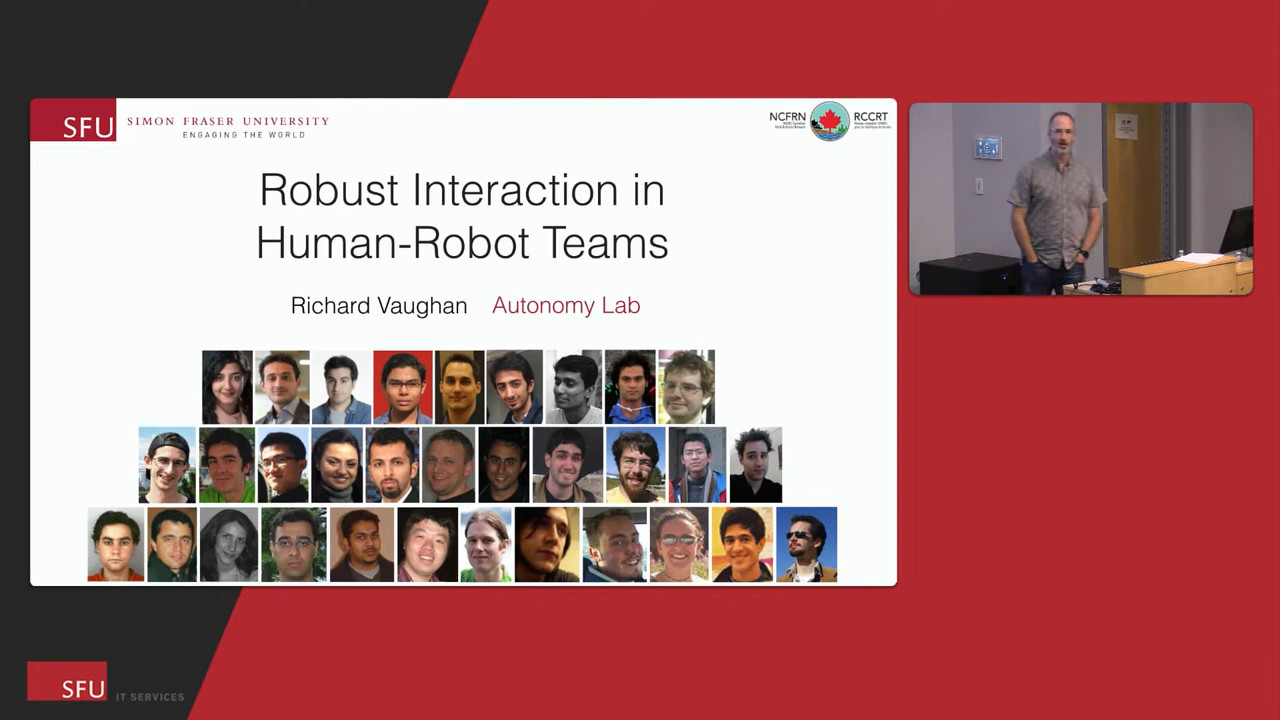 SFU
SIMON FRASER UNIVERSITY
ENGAGING THE WORLD
NCFRN
RCCRT
Robust Interaction in
Human-Robot Teams
Richard Vaughan Autonomy Lab
SFU
IT SERVICES